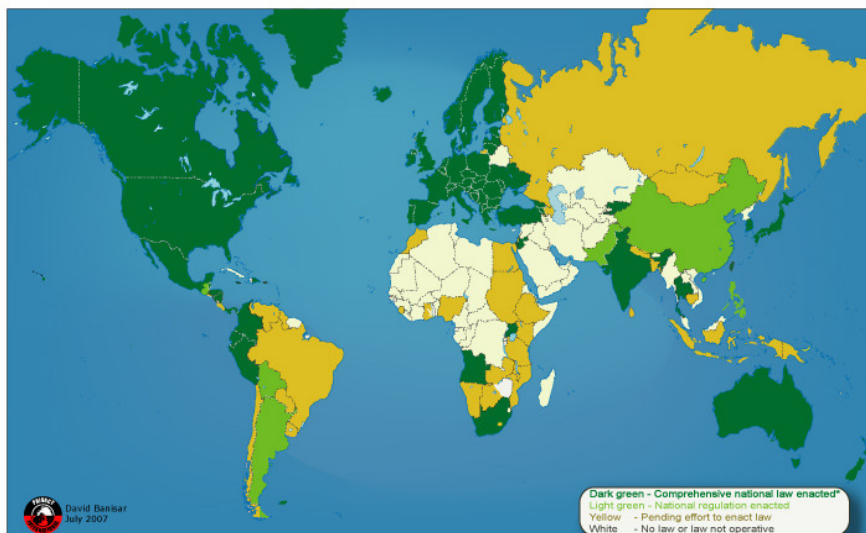 PRIVACY
David Banisar
July 2007
Dark green - Comprehensive national law enacted*
Light green - National regulation enacted
Yellow - Pending effort to enact law
White - No law or law not operative